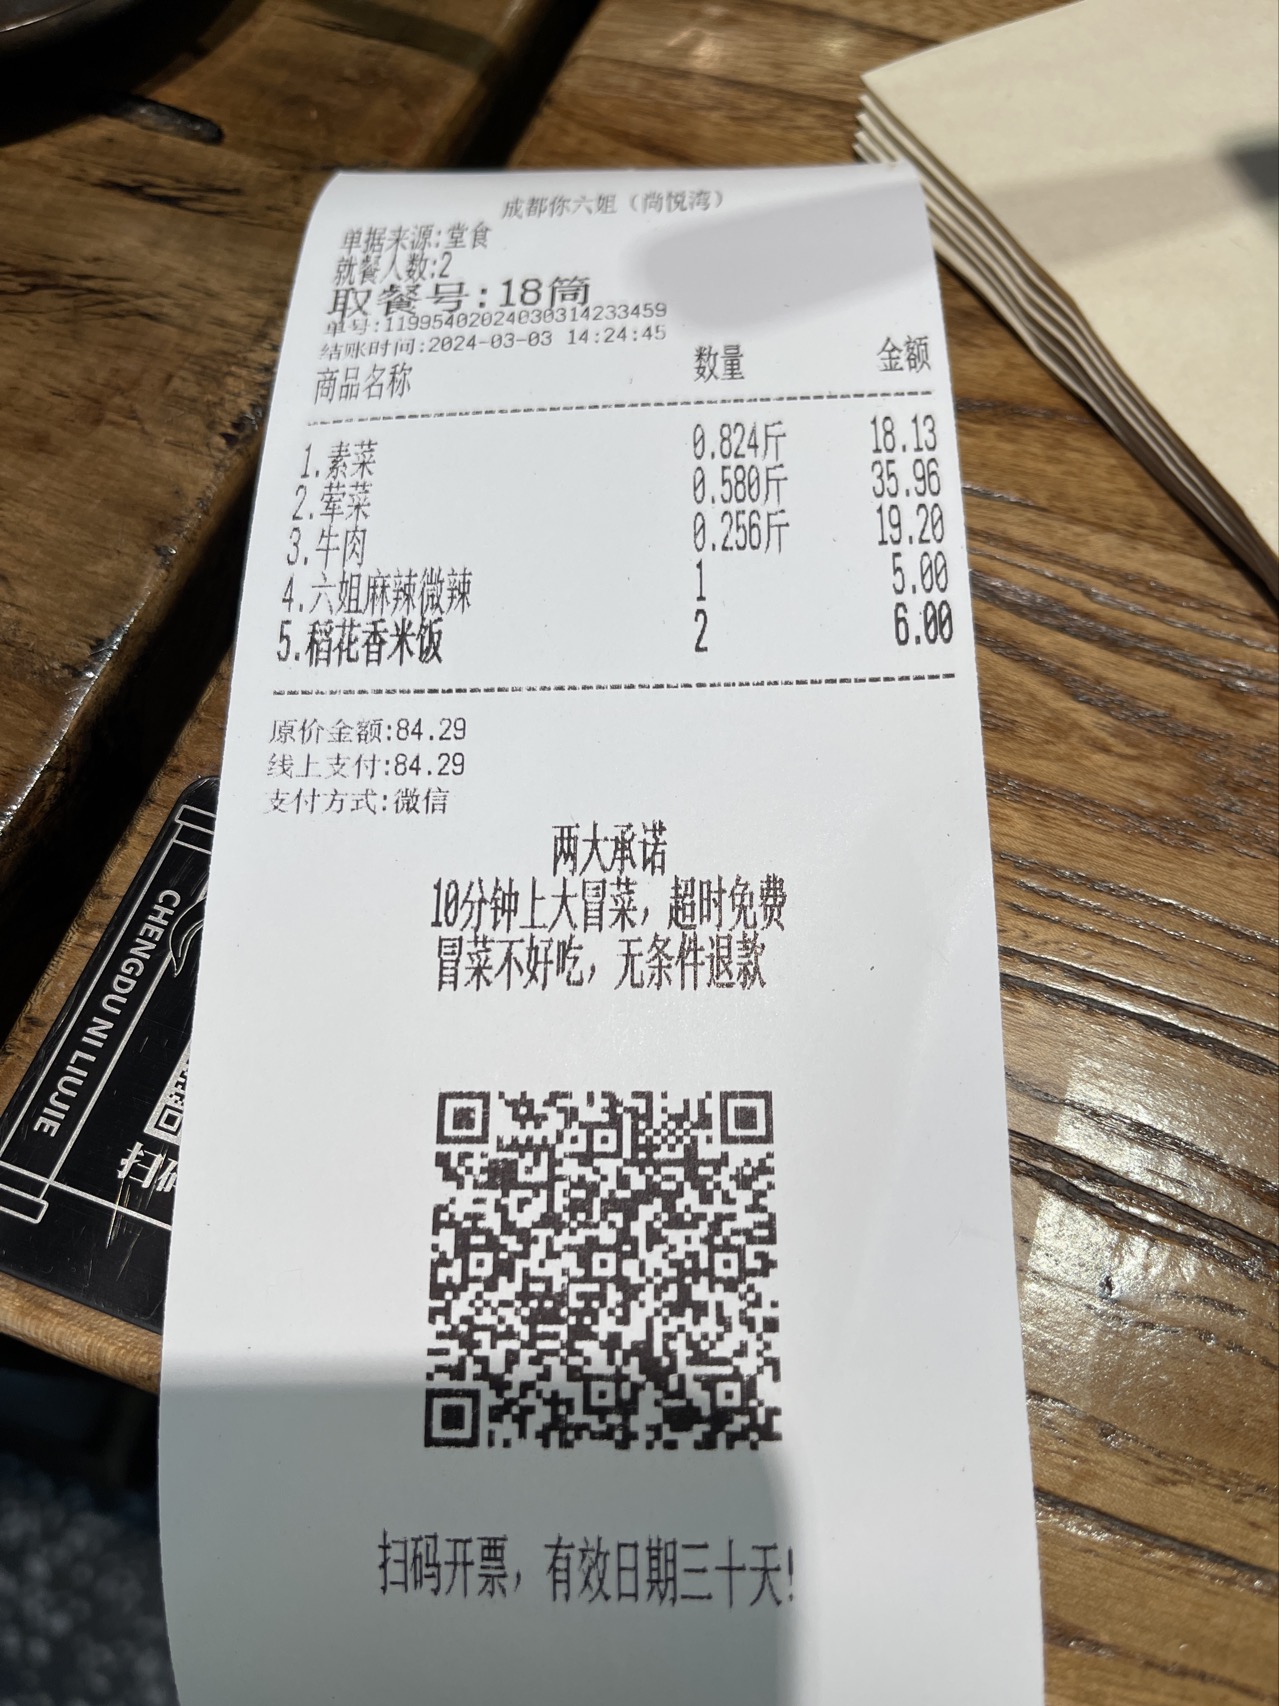 成都你六姐（尚悦湾）
单据来源:堂食
就餐人数:2
取餐号:18筒
单号:11995402024030314233459
结账时间:2024-03-03 14:24:45
商品名称 数量 金额
1.素菜 0.824斤 18.13
2.荤菜 0.580斤 35.96
3.牛肉 0.256斤 19.20
4.六姐麻辣微辣 1 5.00
5.稻花香米饭 2 6.00
原价金额:84.29
线上支付:84.29
支付方式:微信
两大承诺
10分钟上大冒菜，超时免费
冒菜不好吃，无条件退款
扫码开票，有效日期三十天!
CHENGDU NI LIUJIE
扫码